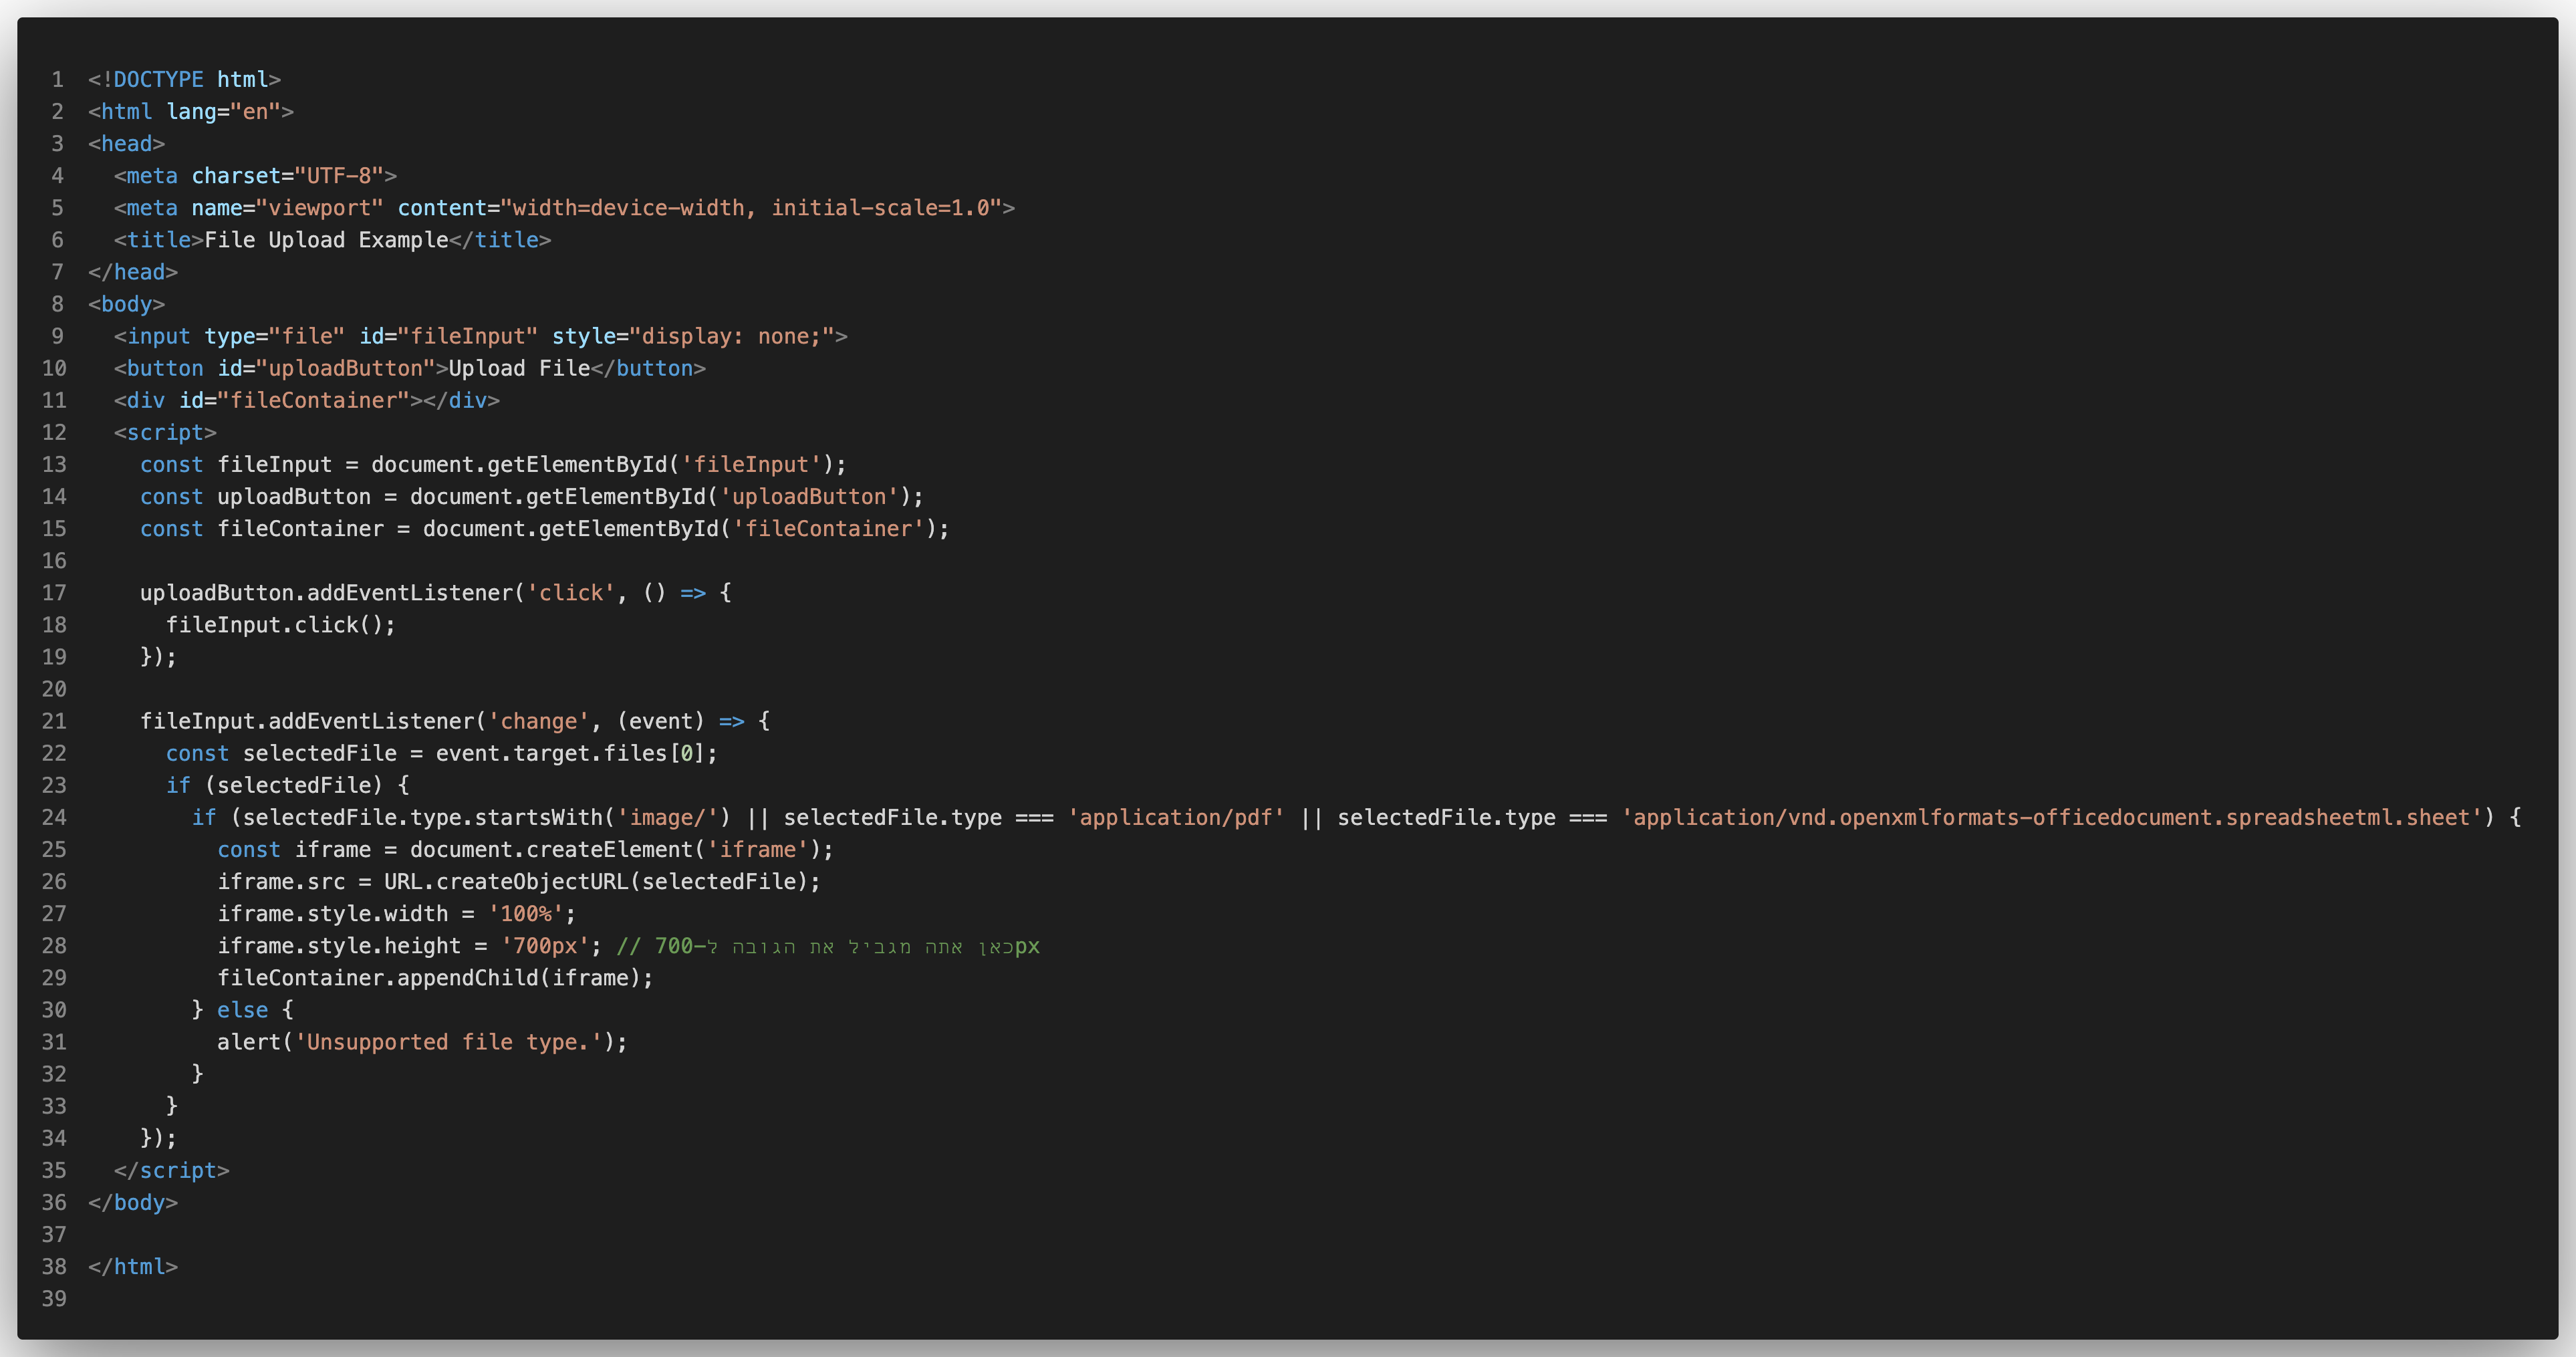 1 <!DOCTYPE html>
2 <html lang="en">
3 <head>
4   <meta charset="UTF-8">
5   <meta name="viewport" content="width=device-width, initial-scale=1.0">
6   <title>File Upload Example</title>
7 </head>
8 <body>
9   <input type="file" id="fileInput" style="display: none;">
10   <button id="uploadButton">Upload File</button>
11   <div id="fileContainer"></div>
12   <script>
13     const fileInput = document.getElementById('fileInput');
14     const uploadButton = document.getElementById('uploadButton');
15     const fileContainer = document.getElementById('fileContainer');
16
17     uploadButton.addEventListener('click', () => {
18       fileInput.click();
19     });
20
21     fileInput.addEventListener('change', (event) => {
22       const selectedFile = event.target.files[0];
23       if (selectedFile) {
24         if (selectedFile.type.startsWith('image/') || selectedFile.type === 'application/pdf' || selectedFile.type === 'application/vnd.openxmlformats-officedocument.spreadsheetml.sheet') {
25           const iframe = document.createElement('iframe');
26           iframe.src = URL.createObjectURL(selectedFile);
27           iframe.style.width = '100%';
28           iframe.style.height = '700px'; // כאן אתה מגביל את הגובה ל-700px
29           fileContainer.appendChild(iframe);
30         } else {
31           alert('Unsupported file type.');
32         }
33       }
34     });
35   </script>
36 </body>
37
38 </html>
39